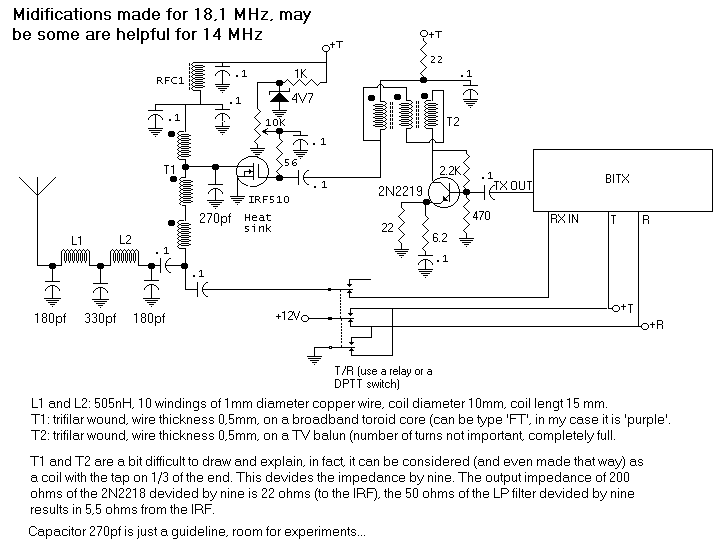 Midifications made for 18,1 MHz, may
be some are helpful for 14 MHz
+T
+T
RFC1
.1
1K
22
.1
4V7
.1
.1
10K
T2
.1
T1
56
2.2K
.1
TX OUT
BITX
.1
IRF510
2N2219
270pf
Heat
sink
470
RX IN
T
R
22
6.2
L1
L2
.1
.1
.1
180pf
330pf
180pf
+12V
+T
+R
T/R (use a relay or a
DPTT switch)
L1 and L2: 505nH, 10 windings of 1mm diameter copper wire, coil diameter 10mm, coil lengt 15 mm.
T1: trifilar wound, wire thickness 0,5mm, on a broadband toroid core (can be type 'FT', in my case it is 'purple'.
T2: trifilar wound, wire thickness 0,5mm, on a TV balun (number of turns not important, completely full.
T1 and T2 are a bit difficult to draw and explain, in fact, it can be considered (and even made that way) as
a coil with the tap on 1/3 of the end. This devides the impedance by nine. The output impedance of 200
ohms of the 2N2218 devided by nine is 22 ohms (to the IRF), the 50 ohms of the LP filter devided by nine
results in 5,5 ohms from the IRF.
Capacitor 270pf is just a guideline, room for experiments...